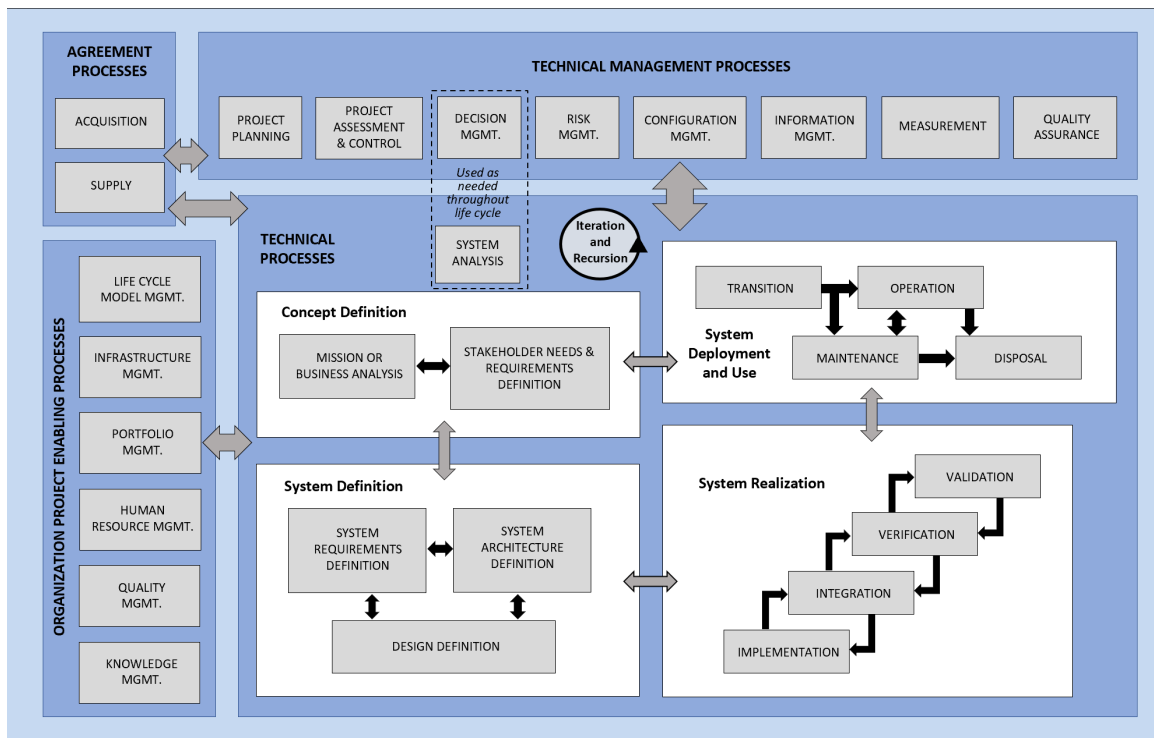 AGREEMENT
PROCESSES
ACQUISITION
SUPPLY
TECHNICAL MANAGEMENT PROCESSES
PROJECT
PLANNING
PROJECT
ASSESSMENT
& CONTROL
DECISION
MGMT.
RISK
MGMT.
CONFIGURATION
MGMT.
INFORMATION
MGMT.
MEASUREMENT
QUALITY
ASSURANCE
Used as
needed
throughout
life cycle
SYSTEM
ANALYSIS
TECHNICAL
PROCESSES
Iteration
and
Recursion
ORGANIZATION PROJECT ENABLING PROCESSES
LIFE CYCLE
MODEL MGMT.
INFRASTRUCTURE
MGMT.
PORTFOLIO
MGMT.
HUMAN
RESOURCE MGMT.
QUALITY
MGMT.
KNOWLEDGE
MGMT.
Concept Definition
MISSION OR
BUSINESS ANALYSIS
STAKEHOLDER NEEDS &
REQUIREMENTS
DEFINITION
System
Deployment
and Use
TRANSITION
OPERATION
MAINTENANCE
DISPOSAL
System Definition
SYSTEM
REQUIREMENTS
DEFINITION
SYSTEM
ARCHITECTURE
DEFINITION
DESIGN DEFINITION
System Realization
VALIDATION
VERIFICATION
INTEGRATION
IMPLEMENTATION